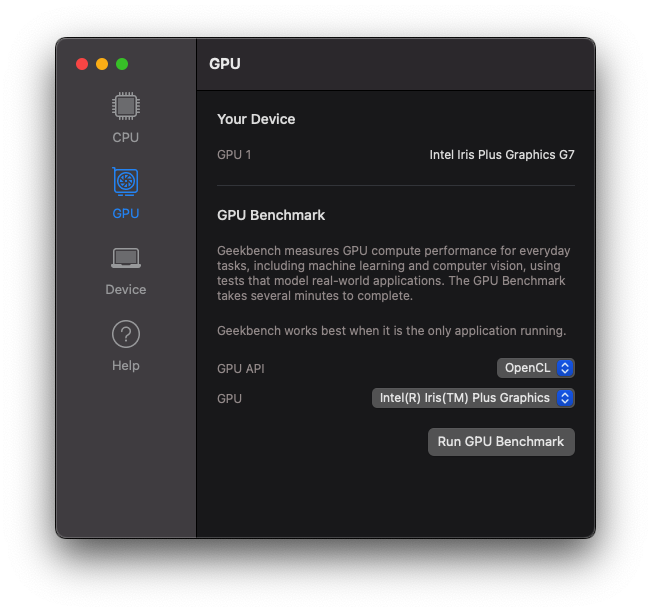 GPU
CPU
GPU
Device
Help
Your Device
GPU 1 Intel Iris Plus Graphics G7
GPU Benchmark
Geekbench measures GPU compute performance for everyday
tasks, including machine learning and computer vision, using
tests that model real-world applications. The GPU Benchmark
takes several minutes to complete.
Geekbench works best when it is the only application running.
GPU API OpenCL
GPU Intel(R) Iris(TM) Plus Graphics
Run GPU Benchmark